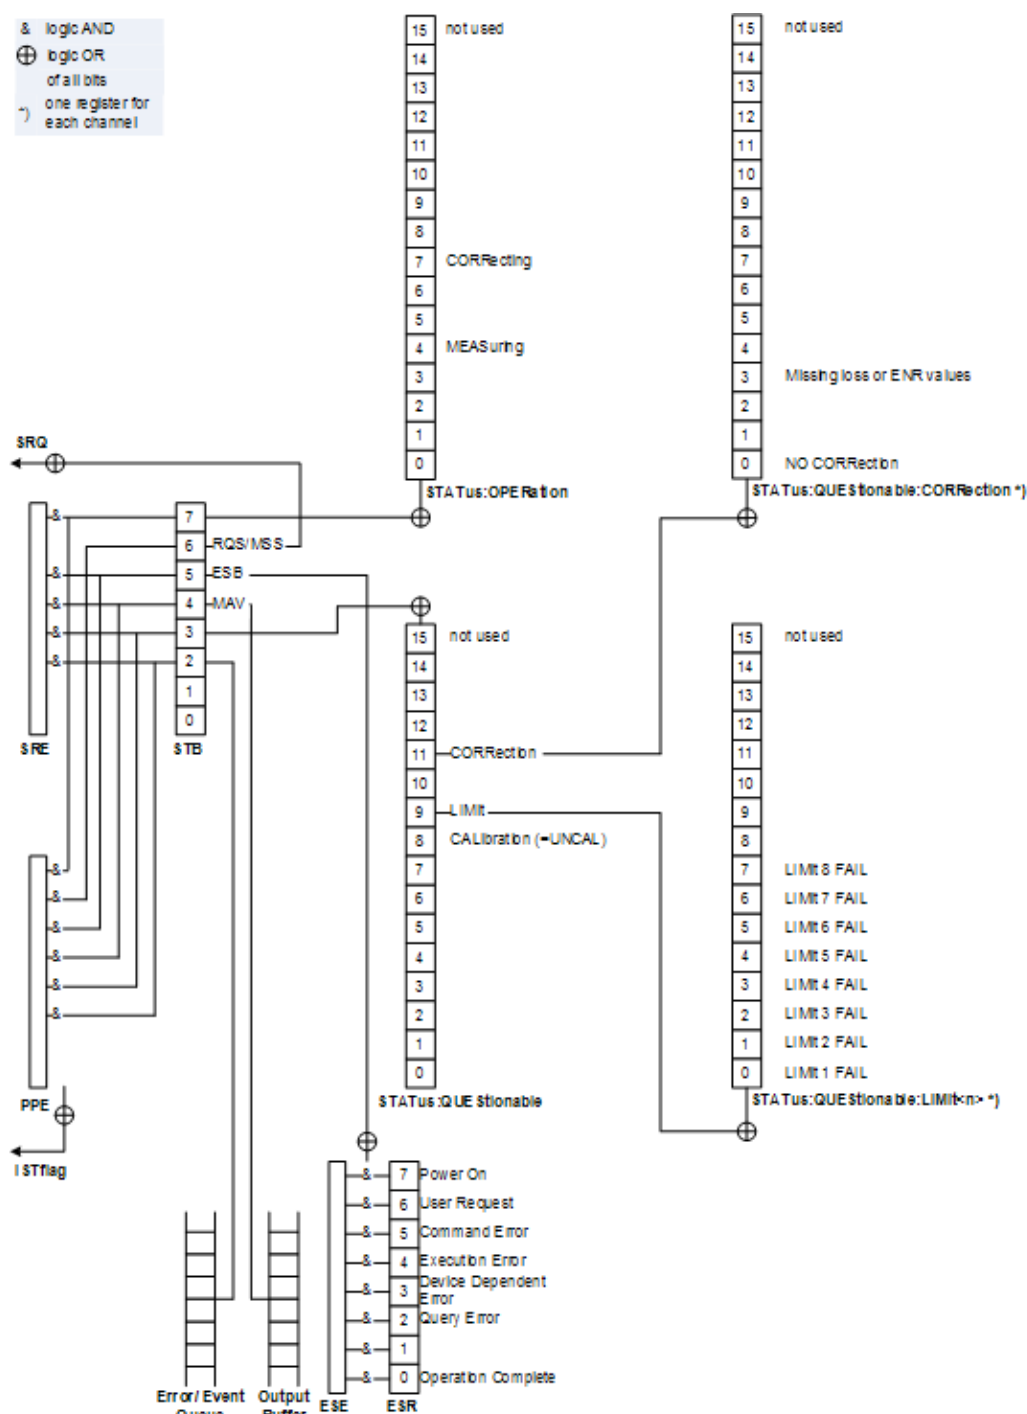 & logic AND
⊕ logic OR
of all bits
*) one register for
each channel
15 not used
14
13
12
11
10
9
8
7 CORRecting
6
5
4 MEASuring
3
2
1
0
STATus:OPERation
15 not used
14
13
12
11
10
9
8
7
6
5
4
3 Missing loss or ENR values
2
1
0 NO CORRection
STATus:QUEStionable:CORRection *)
SRQ
& 7
6 RQS/MSS
& 5 ESB
& 4 MAV
& 3
& 2
1
0
SRE STB
15 not used
14
13
12
11 CORRection
10
9 LIMit
8 CALibration (=UNCAL)
7
6
5
4
3
2
1
0
STATus:QUEStionable
15 not used
14
13
12
11
10
9
8
7 LIMit 8 FAIL
6 LIMit 7 FAIL
5 LIMit 6 FAIL
4 LIMit 5 FAIL
3 LIMit 4 FAIL
2 LIMit 3 FAIL
1 LIMit 2 FAIL
0 LIMit 1 FAIL
STATus:QUEStionable:LIMit<n> *)
&
&
&
&
&
&
PPE
ISTflag
& 7 Power On
& 6 User Request
& 5 Command Error
& 4 Execution Error
& 3 Device Dependent
Error
& 2 Query Error
& 1
& 0 Operation Complete
ESE ESR
Error/ Event
Output